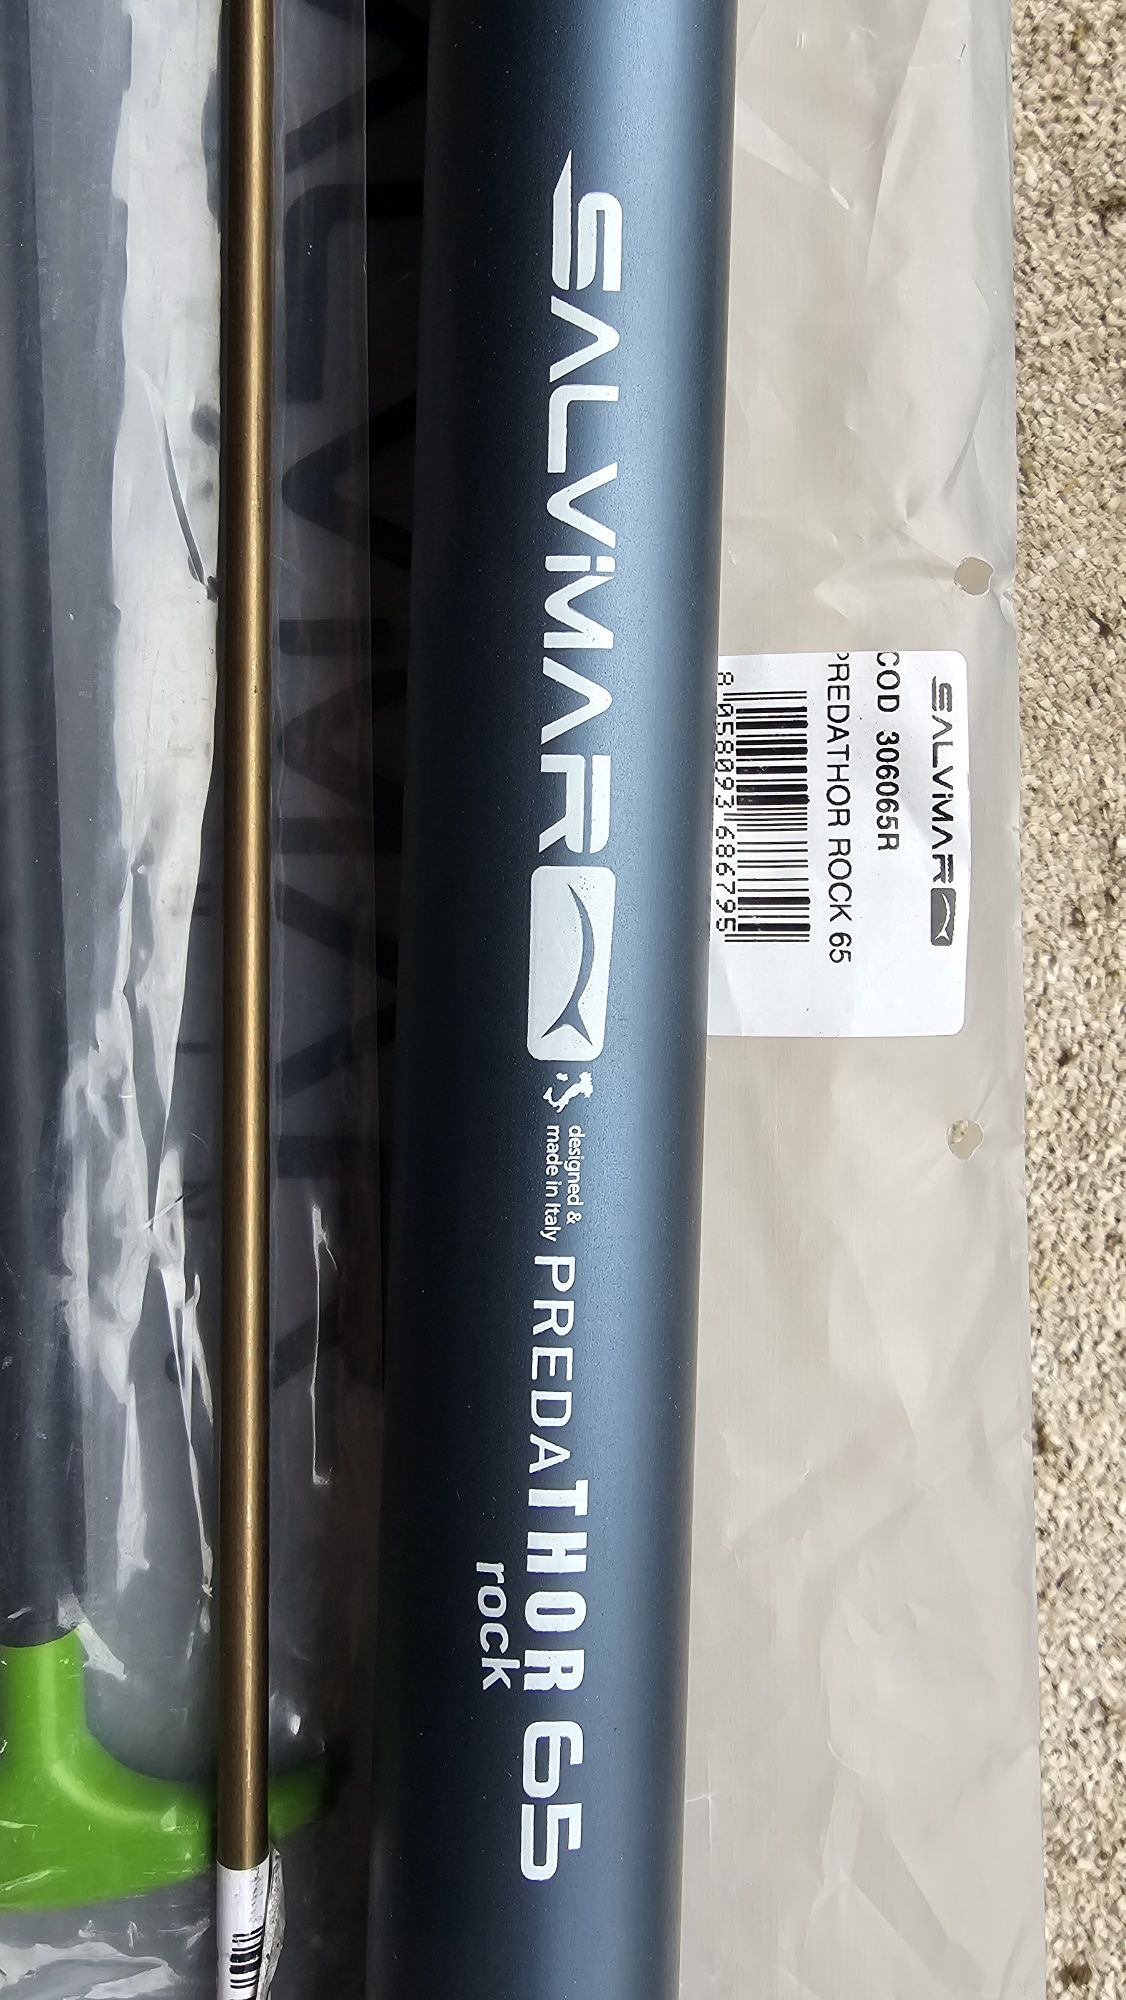 SALViMAR
designed &
made in Italy
PREDATHOR 65
rock
SALViMAR
COD 306065R
PREDATHOR ROCK 65
8 058093 686795